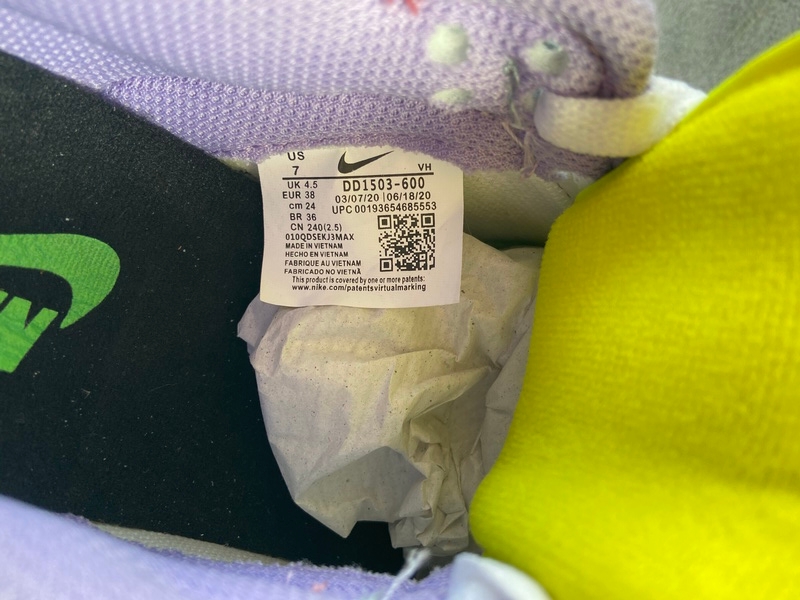 US
7
VH
UK 4.5
DD1503-600
EUR 38
03/07/20 | 06/18/20
cm 24
UPC 00193654685553
BR 36
CN 240(2.5)
010QDSEKJ3MAX
MADE IN VIETNAM
HECHO EN VIETNAM
FABRIQUE AU VIETNAM
FABRICADO NO VIETNÃ
This product is covered by one or more patents:
www.nike.com/patentsvirtualmarking